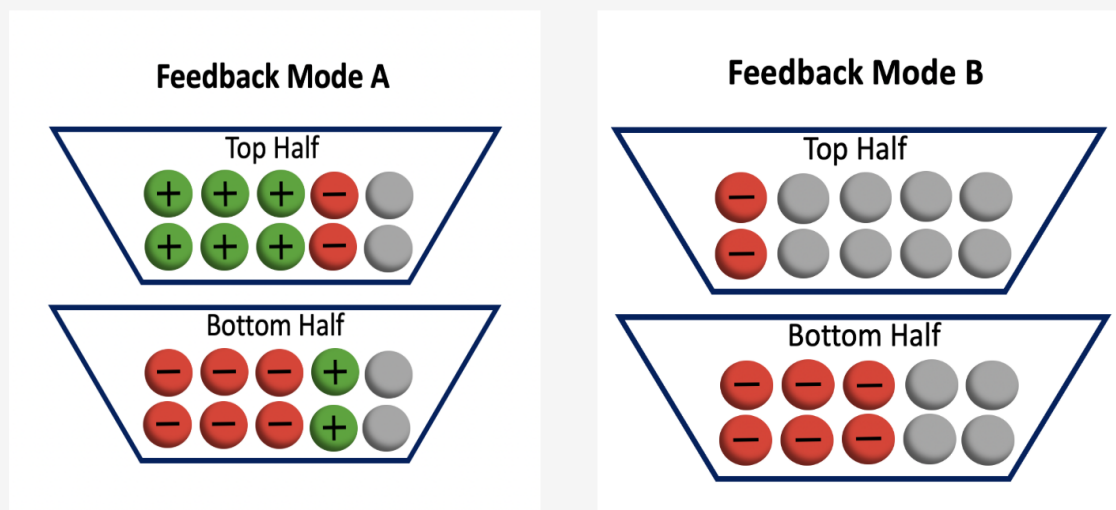 Feedback Mode A
Top Half
+ + + −
+ + + −
Bottom Half
− − − +
− − − +
Feedback Mode B
Top Half
−
−
Bottom Half
− − −
− − −